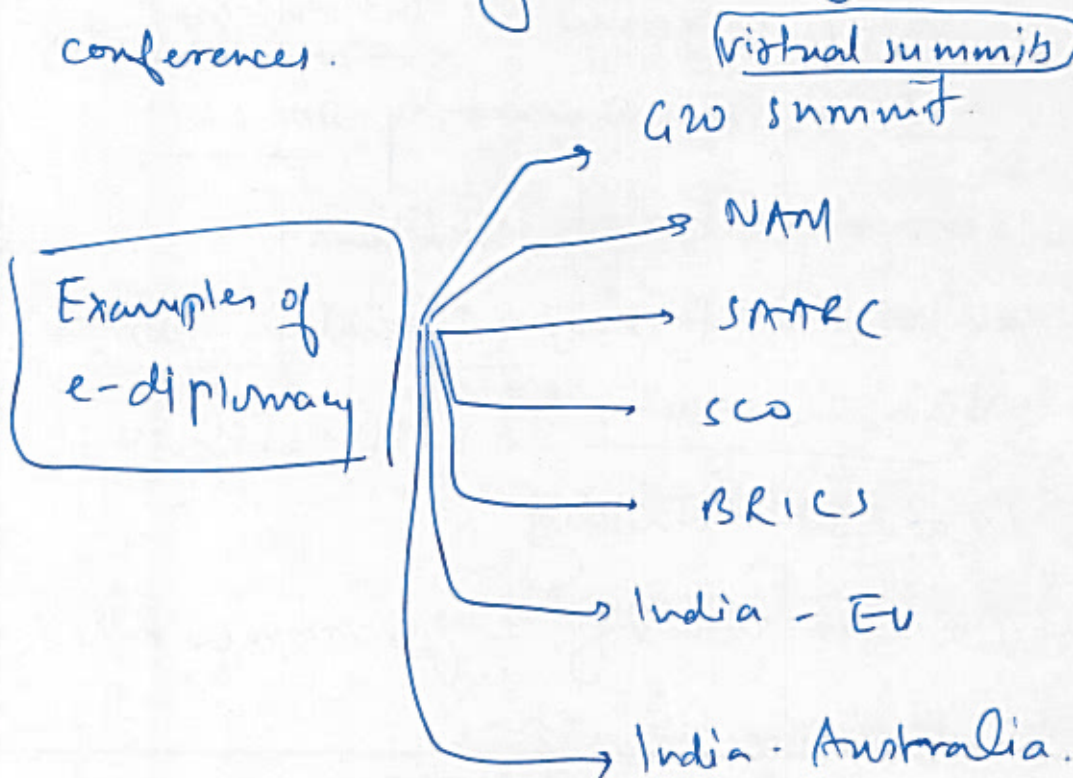 conferences.
virtual summits
G20 summit
NAM
SAARC
Examples of
e-diplomacy
SCO
BRICS
India - EU
India - Australia.